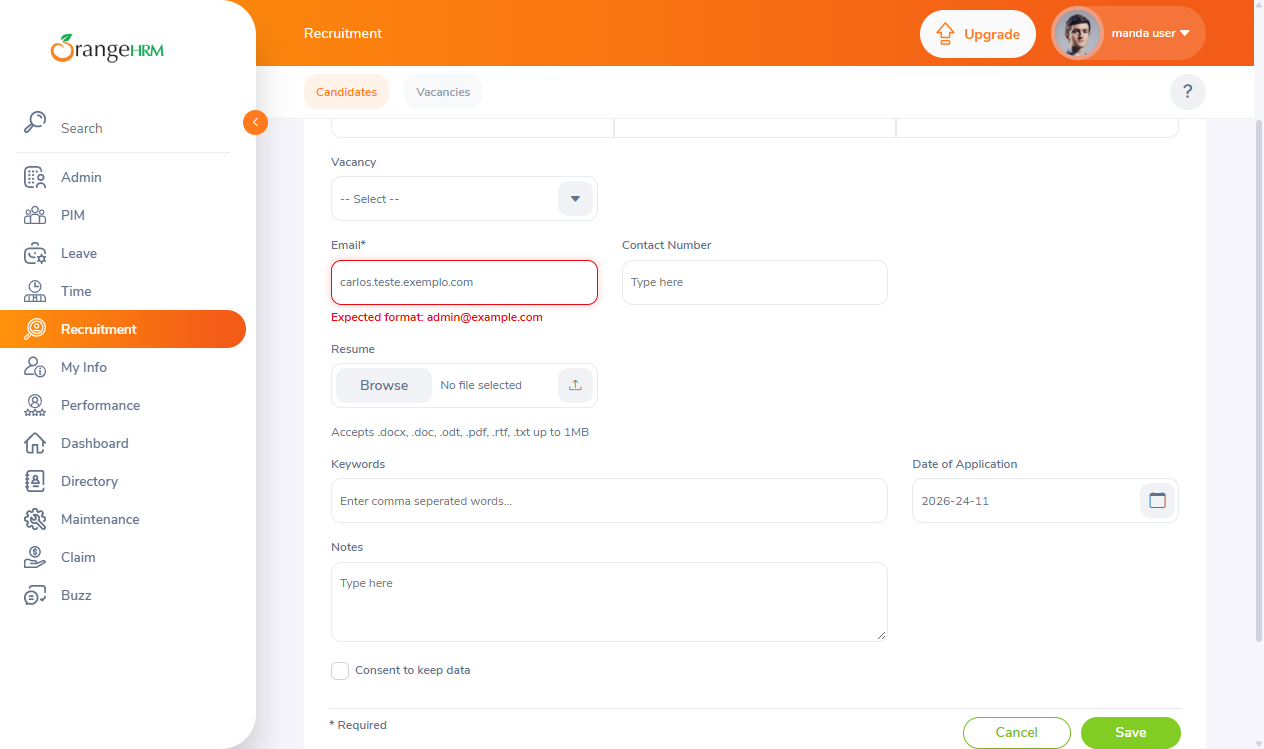 OrangeHRM
Recruitment
Upgrade
manda user
Candidates
Vacancies
?
Search
Admin
PIM
Leave
Time
Recruitment
My Info
Performance
Dashboard
Directory
Maintenance
Claim
Buzz
Vacancy
-- Select --
Email*
Contact Number
carlos.teste.exemplo.com
Type here
Expected format: admin@example.com
Resume
Browse
No file selected
Accepts .docx, .doc, .odt, .pdf, .rtf, .txt up to 1MB
Keywords
Date of Application
Enter comma seperated words...
2026-24-11
Notes
Type here
Consent to keep data
* Required
Cancel
Save